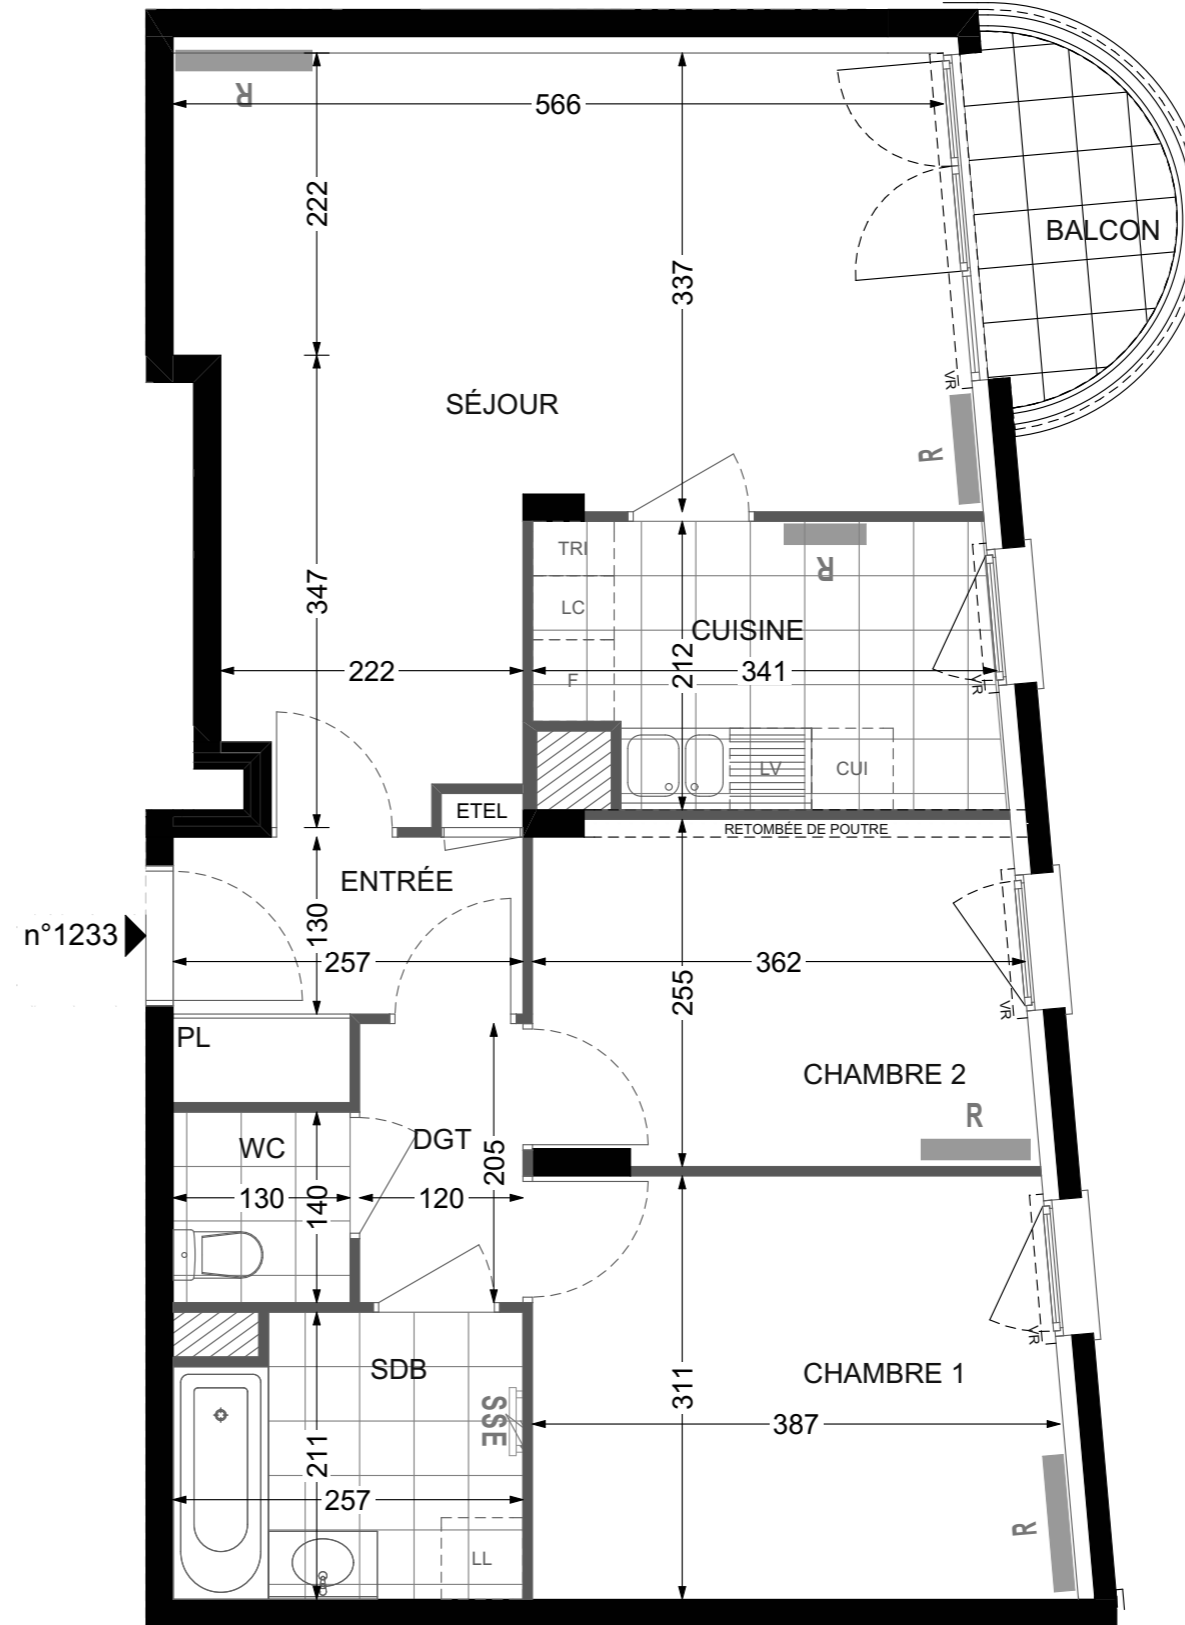 R
566
222
337
BALCON
VR
SÉJOUR
R
TRI
R
LC
347
CUISINE
222
212
341
F
VR
LV
CUI
ETEL
RETOMBÉE DE POUTRE
ENTRÉE
130
n°1233
257
362
255
VR
PL
CHAMBRE 2
R
WC
DGT
205
130
140
120
VR
SDB
CHAMBRE 1
311
SSE
387
211
257
R
LL